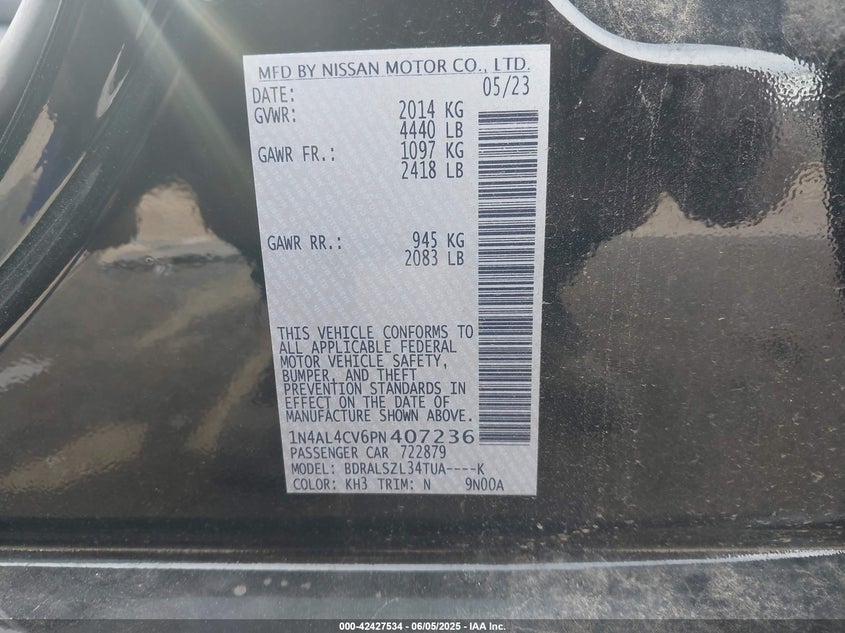 MFD BY NISSAN MOTOR CO., LTD.
DATE: 05/23
GVWR: 2014 KG
4440 LB
GAWR FR.: 1097 KG
2418 LB
GAWR RR.: 945 KG
2083 LB
THIS VEHICLE CONFORMS TO
ALL APPLICABLE FEDERAL
MOTOR VEHICLE SAFETY,
BUMPER, AND THEFT
PREVENTION STANDARDS IN
EFFECT ON THE DATE OF
MANUFACTURE SHOWN ABOVE.
1N4AL4CV6PN407236
PASSENGER CAR 722879
MODEL: BDRALSZL34TUA----K
COLOR: KH3 TRIM: N 9N00A
000-42427534 - 06/05/2025 - IAA Inc.